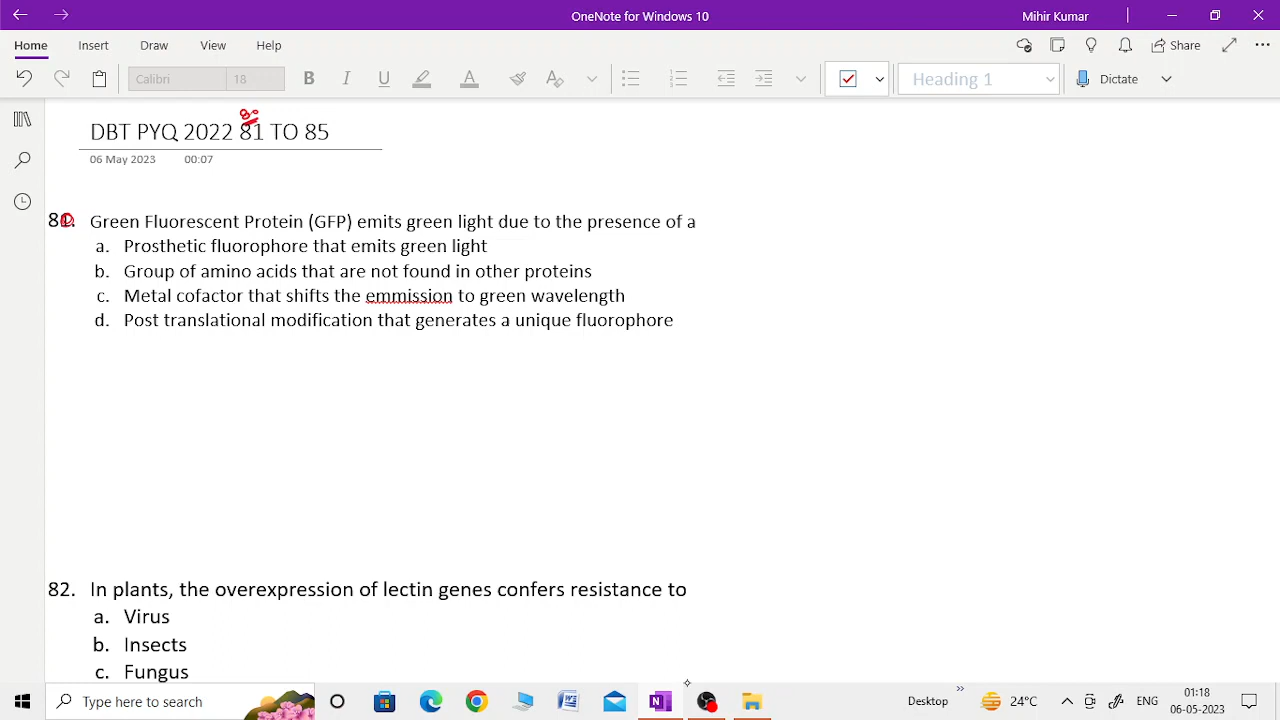 OneNote for Windows 10
Mihir Kumar
Home Insert Draw View Help
Share
Calibri 18
B I U A
Heading 1
Dictate
80
DBT PYQ 2022 81 TO 85
06 May 2023 00:07
80. Green Fluorescent Protein (GFP) emits green light due to the presence of a
a. Prosthetic fluorophore that emits green light
b. Group of amino acids that are not found in other proteins
c. Metal cofactor that shifts the emmission to green wavelength
d. Post translational modification that generates a unique fluorophore
82. In plants, the overexpression of lectin genes confers resistance to
a. Virus
b. Insects
c. Fungus
Type here to search
Desktop
24°C
ENG
01:18
06-05-2023